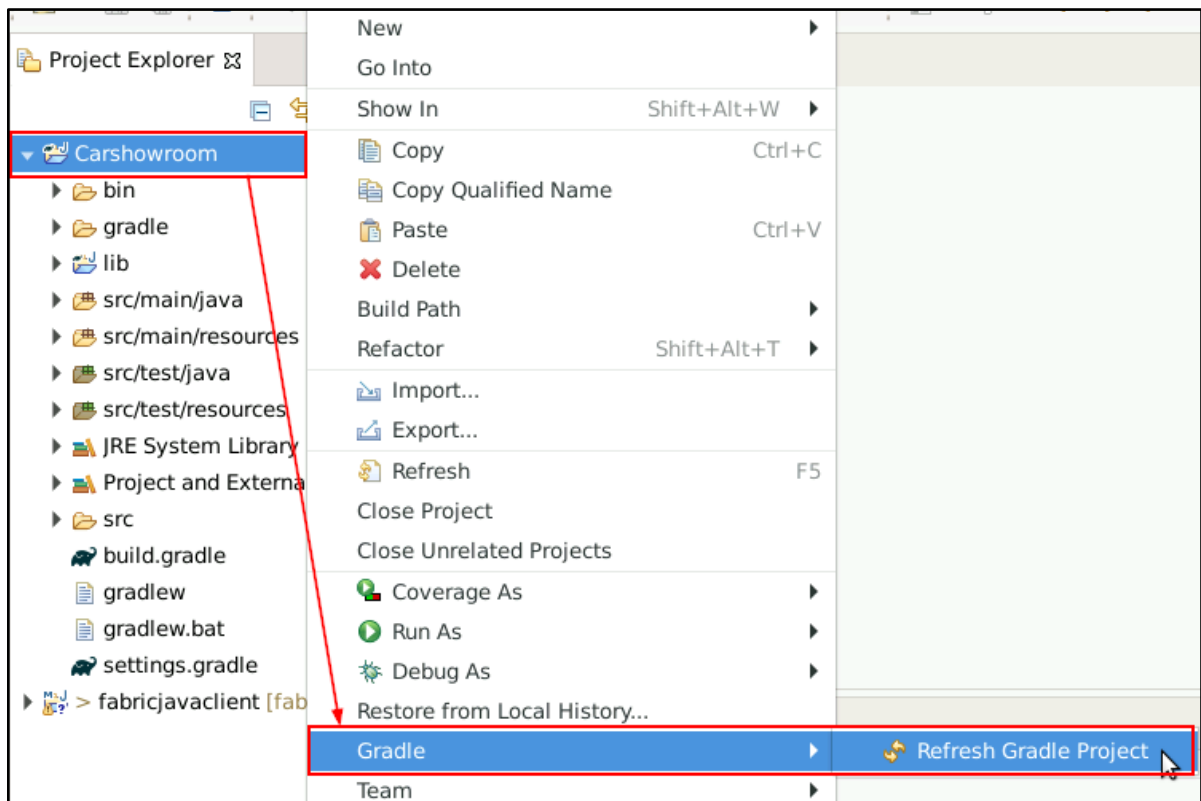 Project Explorer
Carshowroom
bin
gradle
lib
src/main/java
src/main/resources
src/test/java
src/test/resources
JRE System Library
Project and Externa
src
build.gradle
gradlew
gradlew.bat
settings.gradle
> fabricjavaclient [fab
New
Go Into
Show In Shift+Alt+W
Copy Ctrl+C
Copy Qualified Name
Paste Ctrl+V
Delete
Build Path
Refactor Shift+Alt+T
Import...
Export...
Refresh F5
Close Project
Close Unrelated Projects
Coverage As
Run As
Debug As
Restore from Local History...
Gradle
Team
Refresh Gradle Project